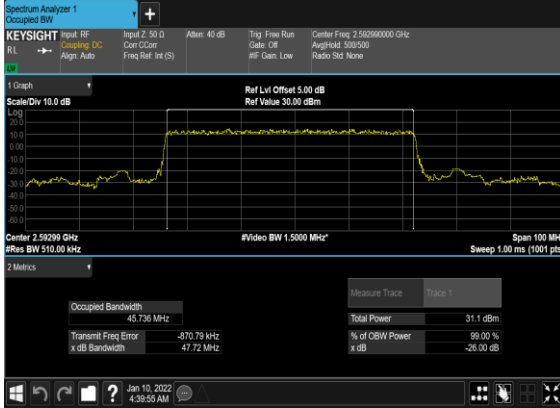 Spectrum Analyzer 1
Occupied BW
+
KEYSIGHT Input: RF Input Z: 50 Ω Atten: 40 dB Trig: Free Run Center Freq: 2.592990000 GHz
RL Coupling: DC Corr CCorr Gate: Off Avg|Hold: 500/500
Align: Auto Freq Ref: Int (S) #IF Gain: Low Radio Std: None
1 Graph
Ref Lvl Offset 5.00 dB
Scale/Div 10.0 dB Ref Value 30.00 dBm
Log
20.0
10.0
0.00
-10.0
-20.0
-30.0
-40.0
-50.0
-60.0
Center 2.59299 GHz #Video BW 1.5000 MHz* Span 100 MH
#Res BW 510.00 kHz Sweep 1.00 ms (1001 pts
2 Metrics
Measure Trace Trace 1
Occupied Bandwidth
45.736 MHz Total Power 31.1 dBm
Transmit Freq Error -870.79 kHz % of OBW Power 99.00 %
x dB Bandwidth 47.72 MHz x dB -26.00 dB
? Jan 10, 2022
4:39:55 AM